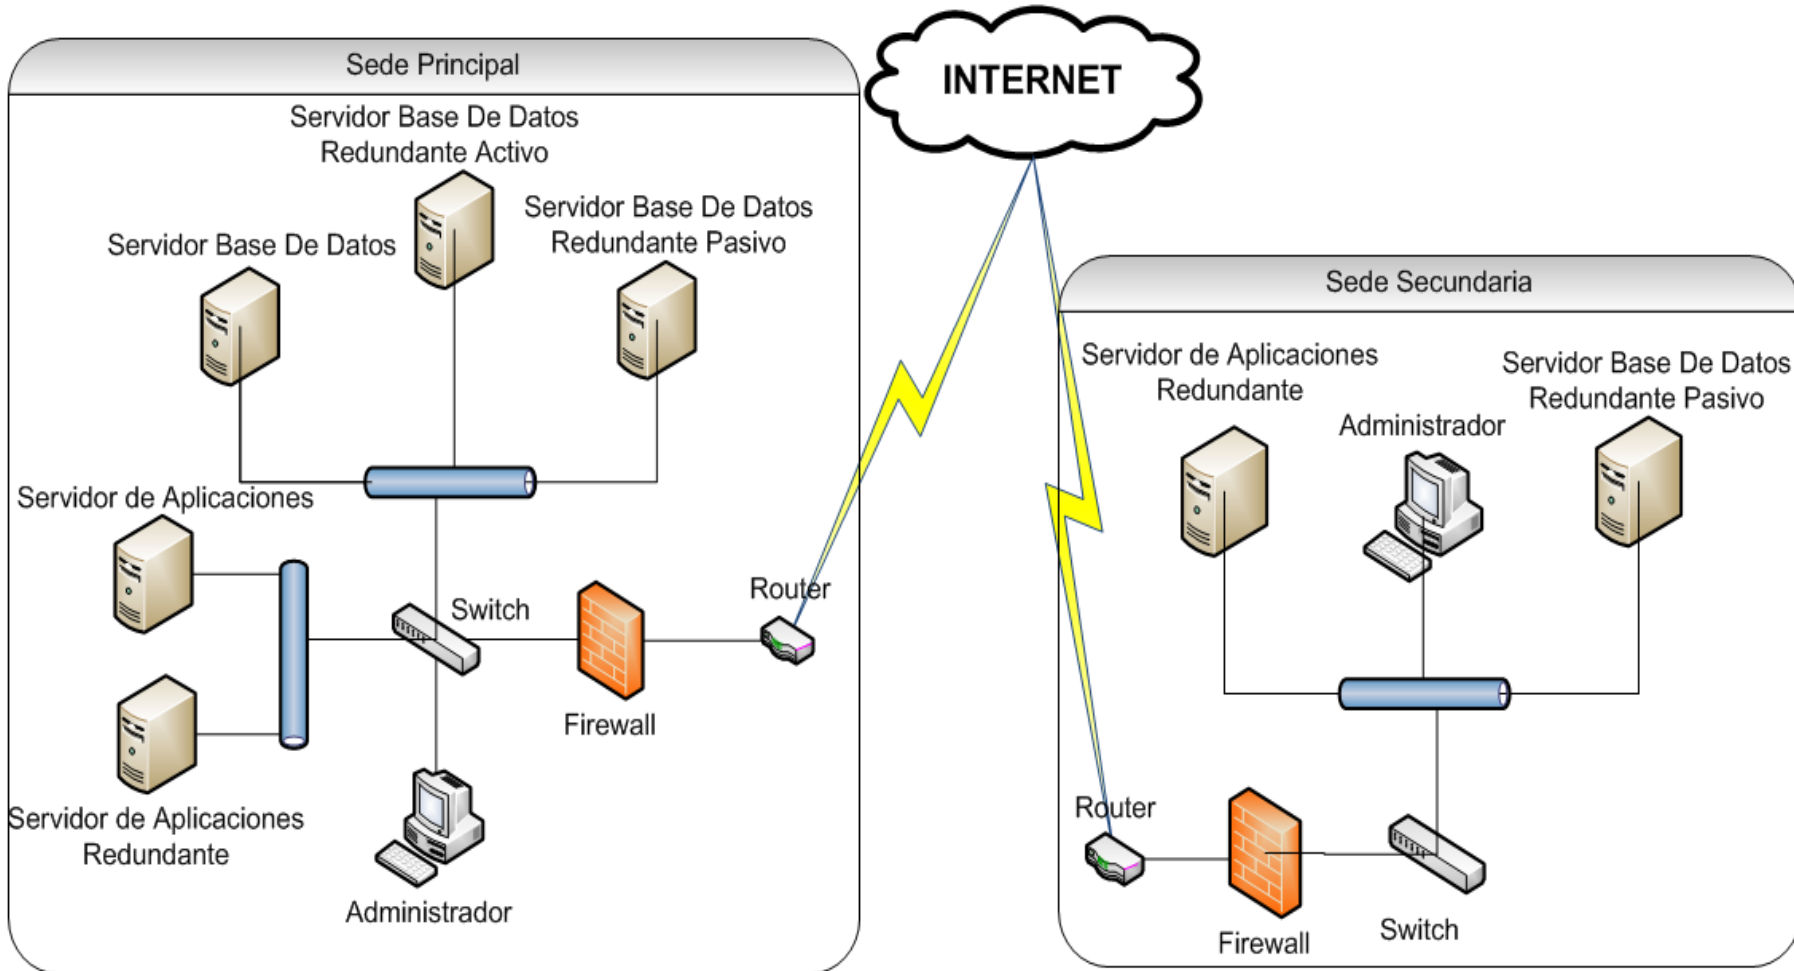 Sede Principal
Servidor Base De Datos
Redundante Activo
Servidor Base De Datos
Redundante Pasivo
Servidor Base De Datos
Servidor de Aplicaciones
Switch
Firewall
Router
Servidor de Aplicaciones
Redundante
Administrador
INTERNET
Sede Secundaria
Servidor de Aplicaciones
Redundante
Administrador
Servidor Base De Datos
Redundante Pasivo
Router
Firewall
Switch